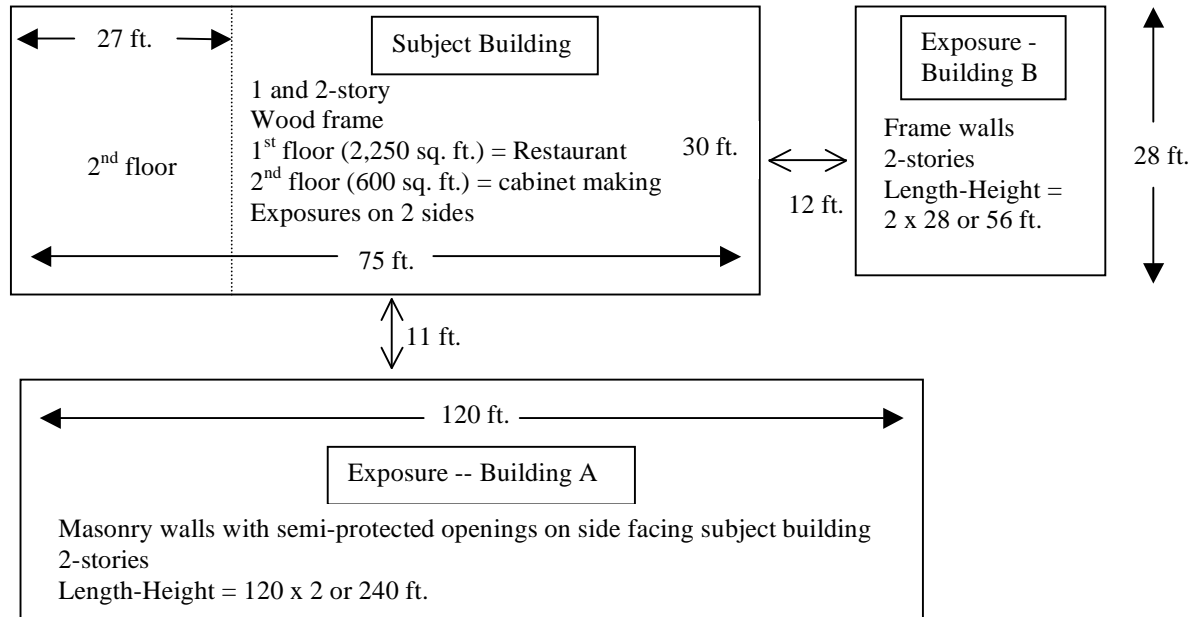 27 ft.
Subject Building
1 and 2-story
Wood frame
1st floor (2,250 sq. ft.) = Restaurant
2nd floor (600 sq. ft.) = cabinet making
Exposures on 2 sides
2nd floor
30 ft.
75 ft.
12 ft.
Exposure -
Building B
Frame walls
2-stories
Length-Height =
2 x 28 or 56 ft.
28 ft.
11 ft.
120 ft.
Exposure -- Building A
Masonry walls with semi-protected openings on side facing subject building
2-stories
Length-Height = 120 x 2 or 240 ft.